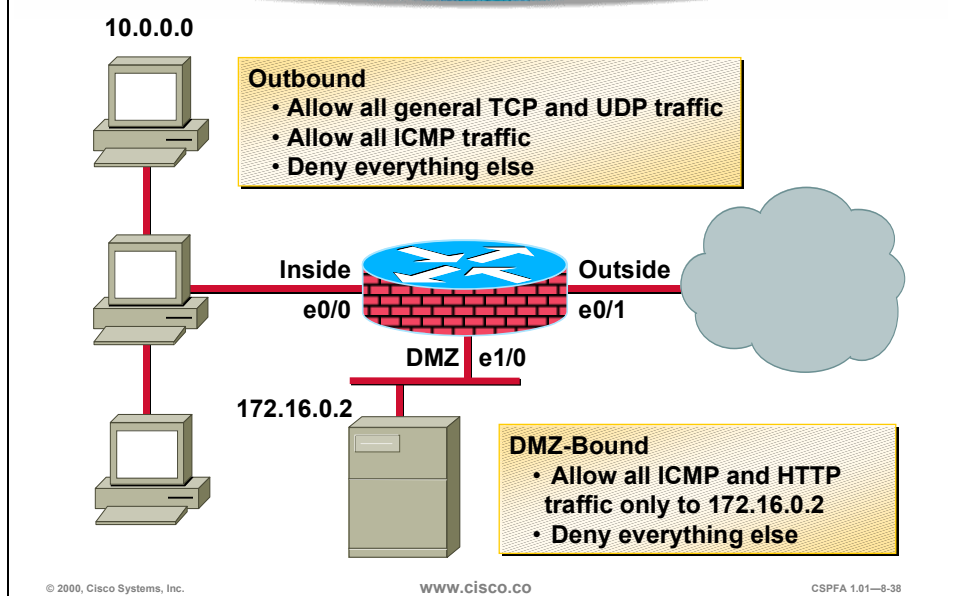 10.0.0.0
Outbound
• Allow all general TCP and UDP traffic
• Allow all ICMP traffic
• Deny everything else
Inside
e0/0
Outside
e0/1
DMZ
e1/0
172.16.0.2
DMZ-Bound
• Allow all ICMP and HTTP
traffic only to 172.16.0.2
• Deny everything else
© 2000, Cisco Systems, Inc.
www.cisco.co
CSPFA 1.01—8-38